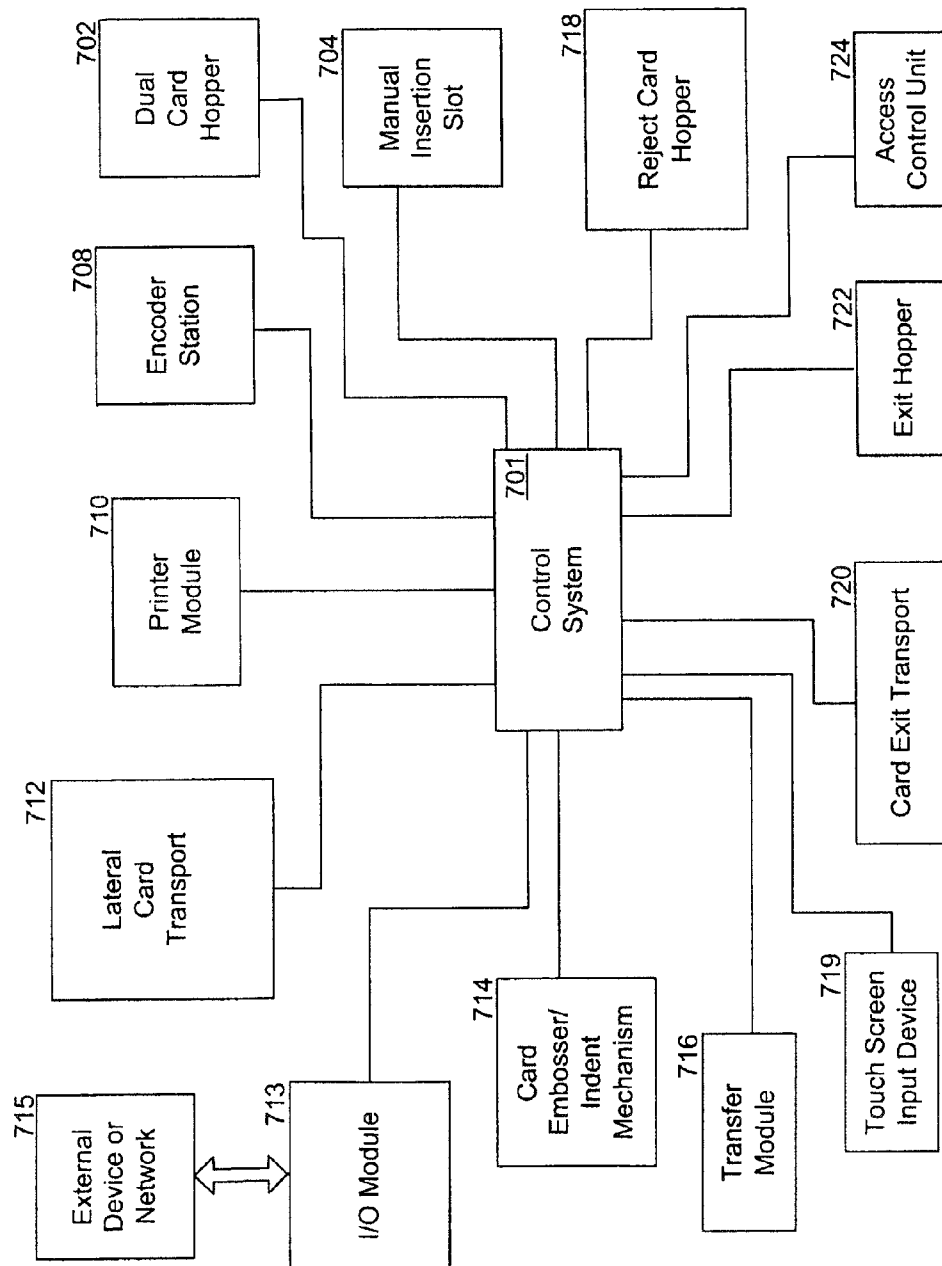 715
External
Device or
Network
713
I/O Module
712
Lateral
Card
Transport
710
Printer
Module
708
Encoder
Station
702
Dual
Card
Hopper
704
Manual
Insertion
Slot
714
Card
Embosser/
Indent
Mechanism
701
Control
System
718
Reject Card
Hopper
716
Transfer
Module
719
Touch Screen
Input Device
720
Card Exit Transport
722
Exit Hopper
724
Access
Control Unit